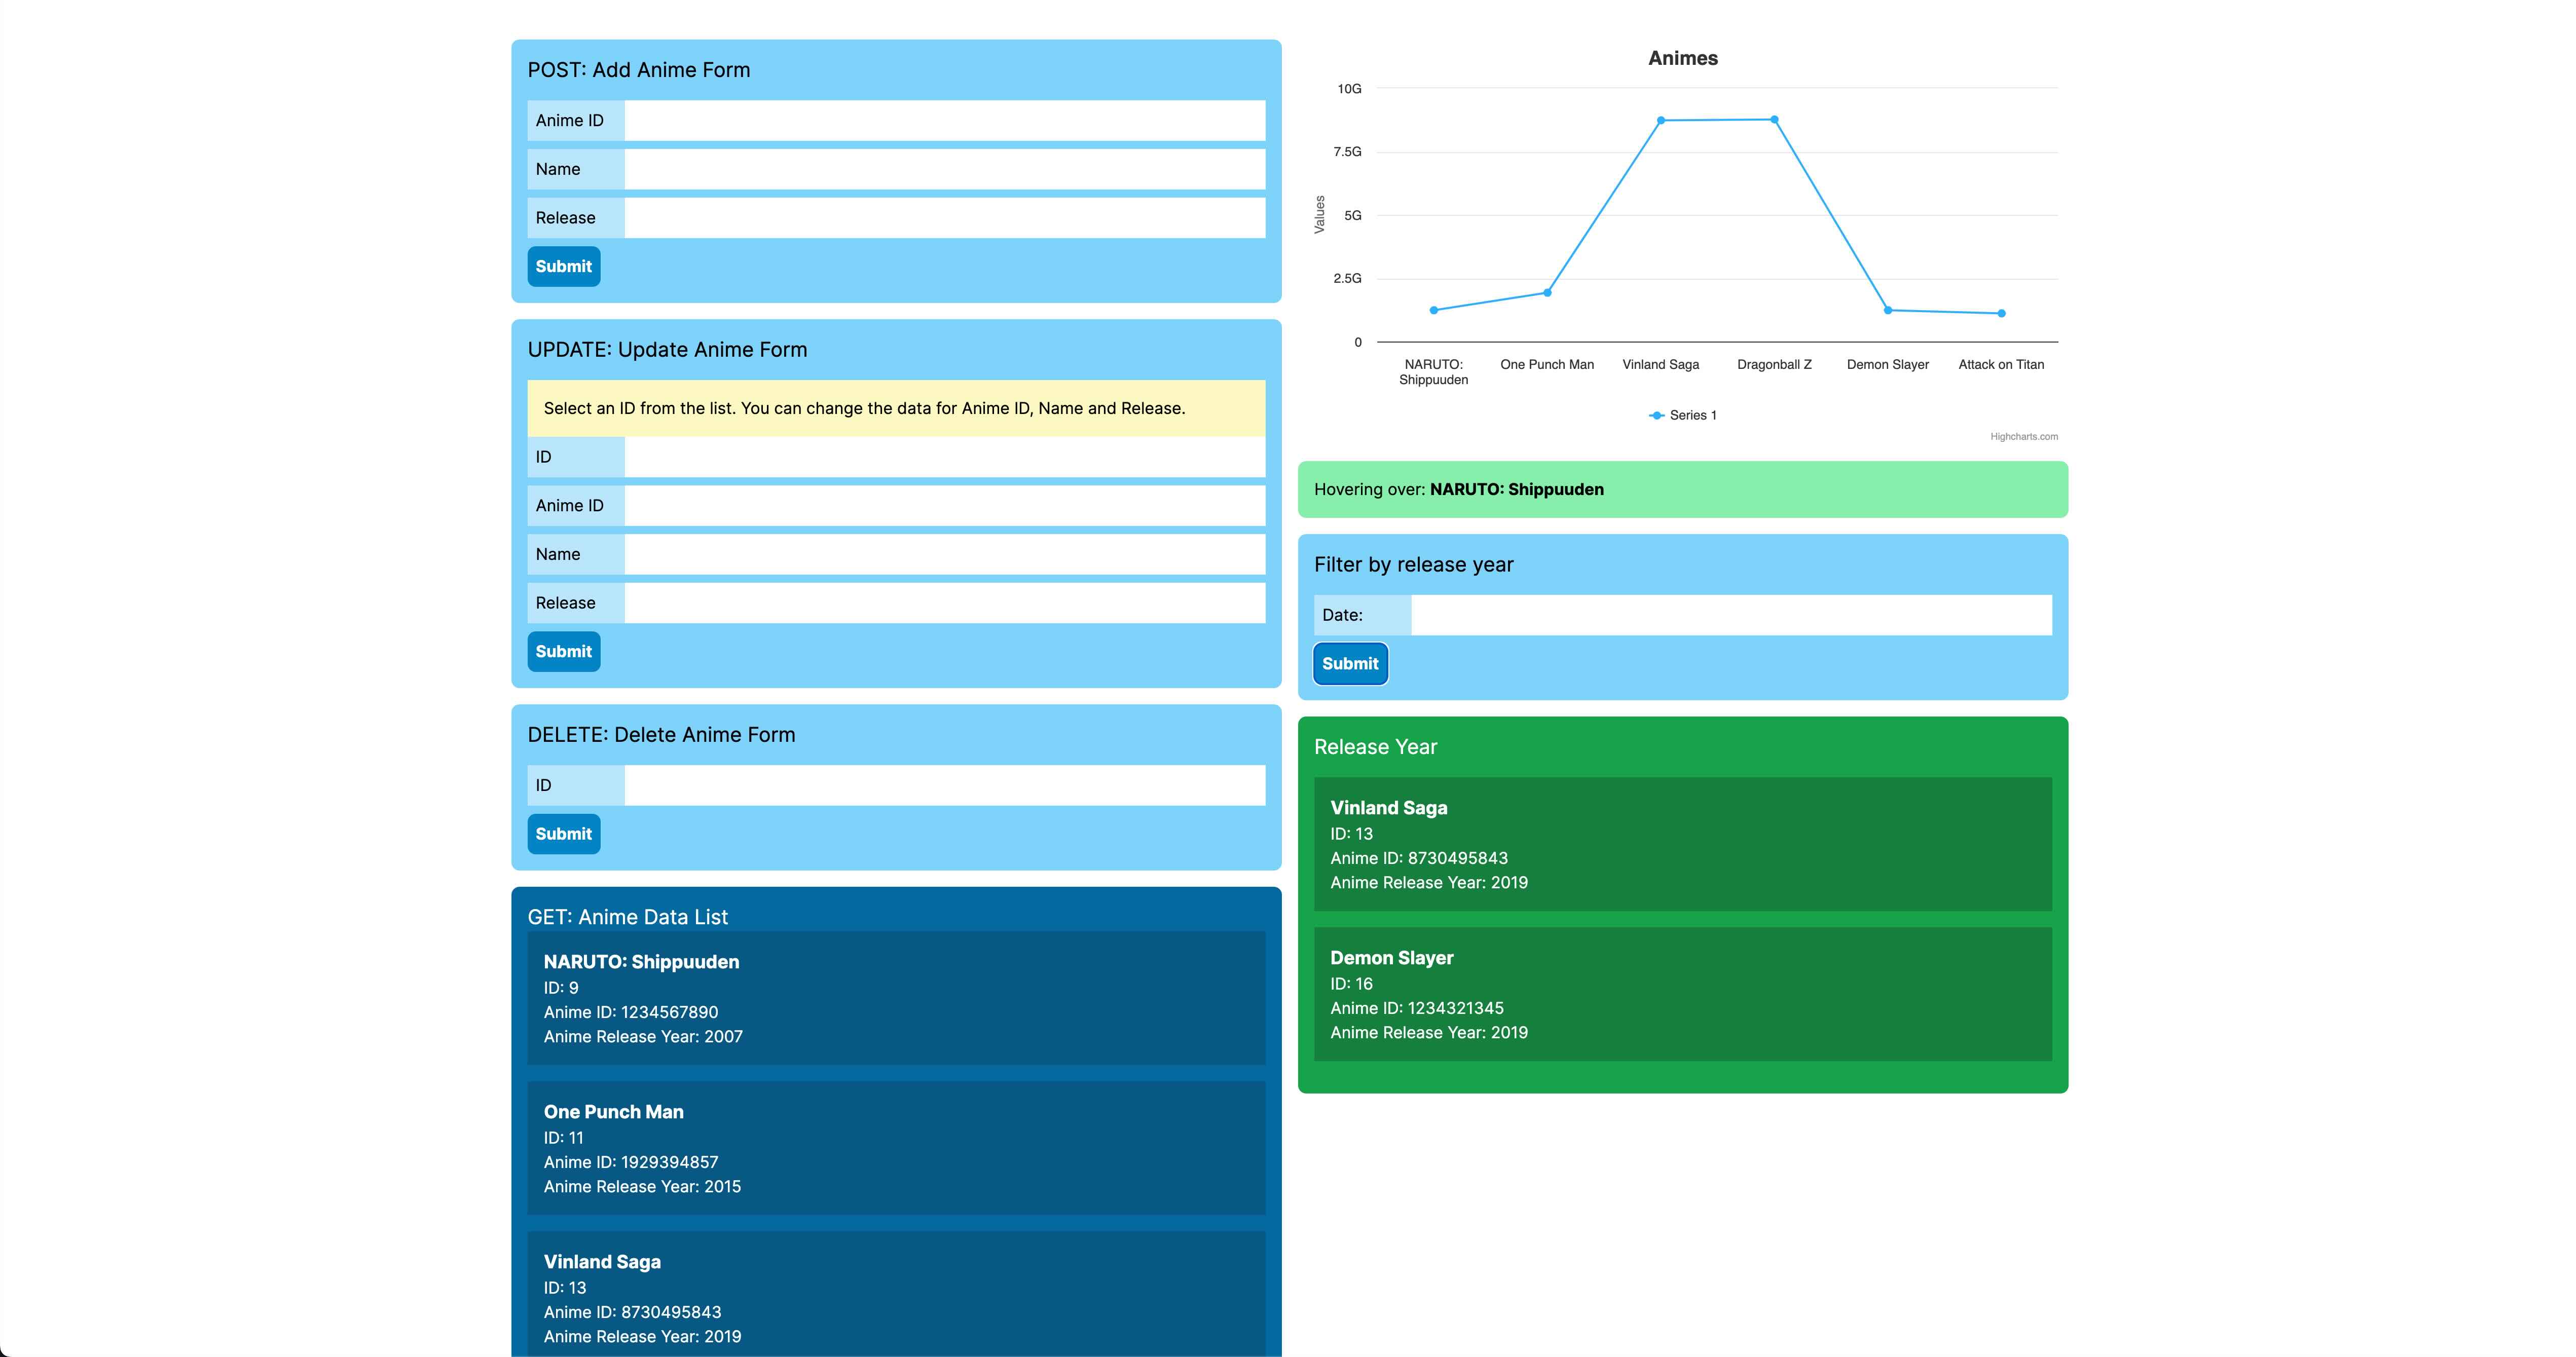 POST: Add Anime Form
Anime ID
Name
Release
Submit
UPDATE: Update Anime Form
Select an ID from the list. You can change the data for Anime ID, Name and Release.
ID
Anime ID
Name
Release
Submit
DELETE: Delete Anime Form
ID
Submit
GET: Anime Data List
NARUTO: Shippuuden
ID: 9
Anime ID: 1234567890
Anime Release Year: 2007
One Punch Man
ID: 11
Anime ID: 1929394857
Anime Release Year: 2015
Vinland Saga
ID: 13
Anime ID: 8730495843
Anime Release Year: 2019
Animes
10G
7.5G
5G
2.5G
0
Values
NARUTO:
Shippuuden
One Punch Man
Vinland Saga
Dragonball Z
Demon Slayer
Attack on Titan
Series 1
Highcharts.com
Hovering over: NARUTO: Shippuuden
Filter by release year
Date:
Submit
Release Year
Vinland Saga
ID: 13
Anime ID: 8730495843
Anime Release Year: 2019
Demon Slayer
ID: 16
Anime ID: 1234321345
Anime Release Year: 2019